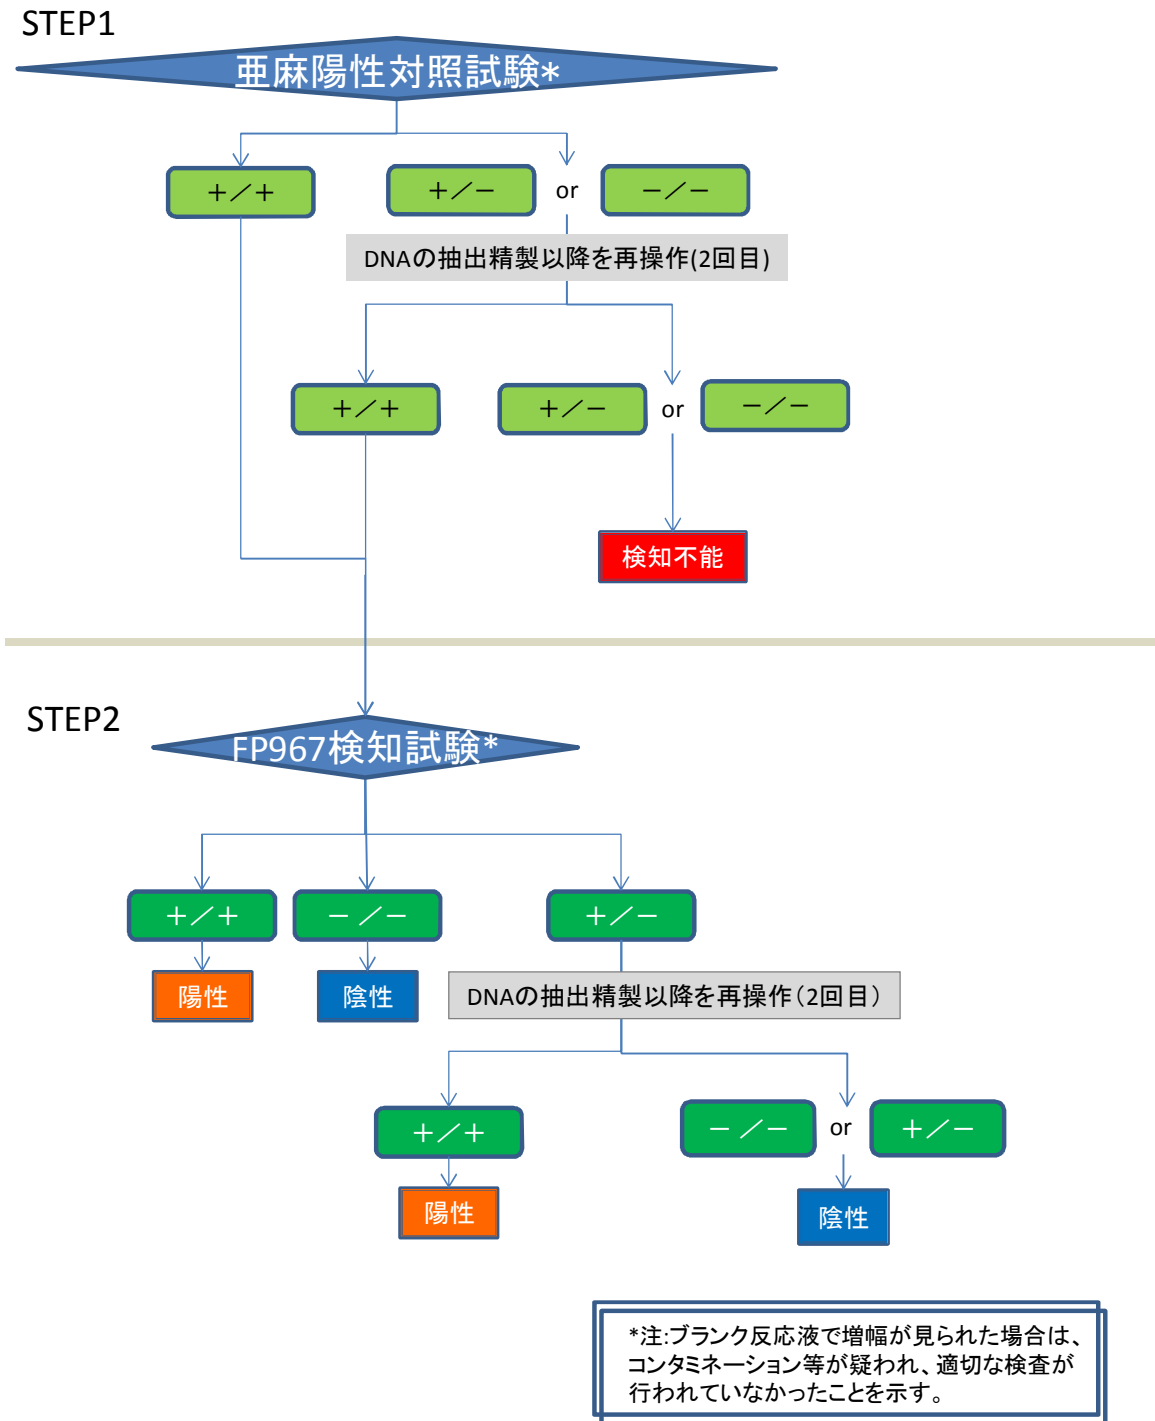 STEP1
亜麻陽性対照試験*
+/+
+/-
or
-/-
DNAの抽出精製以降を再操作(2回目)
+/+
+/-
or
-/-
検知不能
STEP2
FP967検知試験*
+/+
- /-
+/-
陽性
陰性
DNAの抽出精製以降を再操作(2回目)
+/+
- /-
or
+/-
陽性
陰性
*注:ブランク反応液で増幅が見られた場合は、
コンタミネーション等が疑われ、適切な検査が
行われていなかったことを示す。